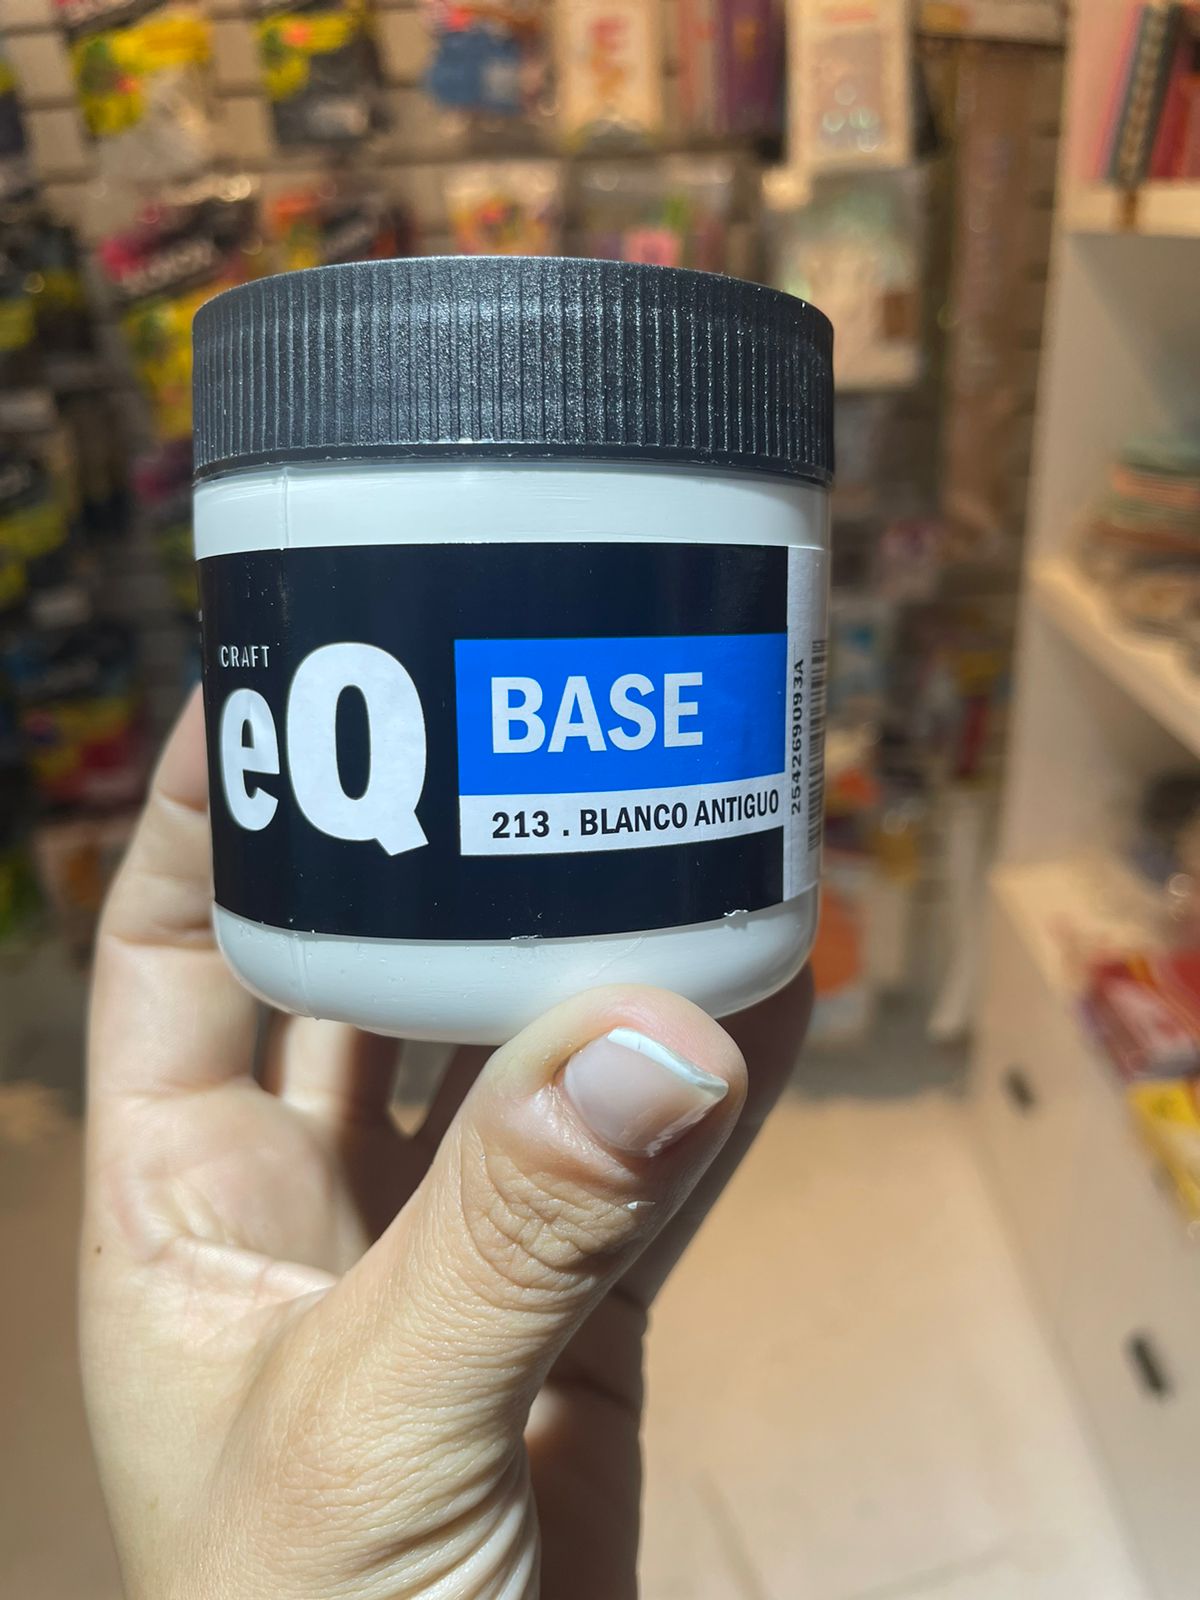 CRAFT
eQ
BASE
213 . BLANCO ANTIGUO
254269093A